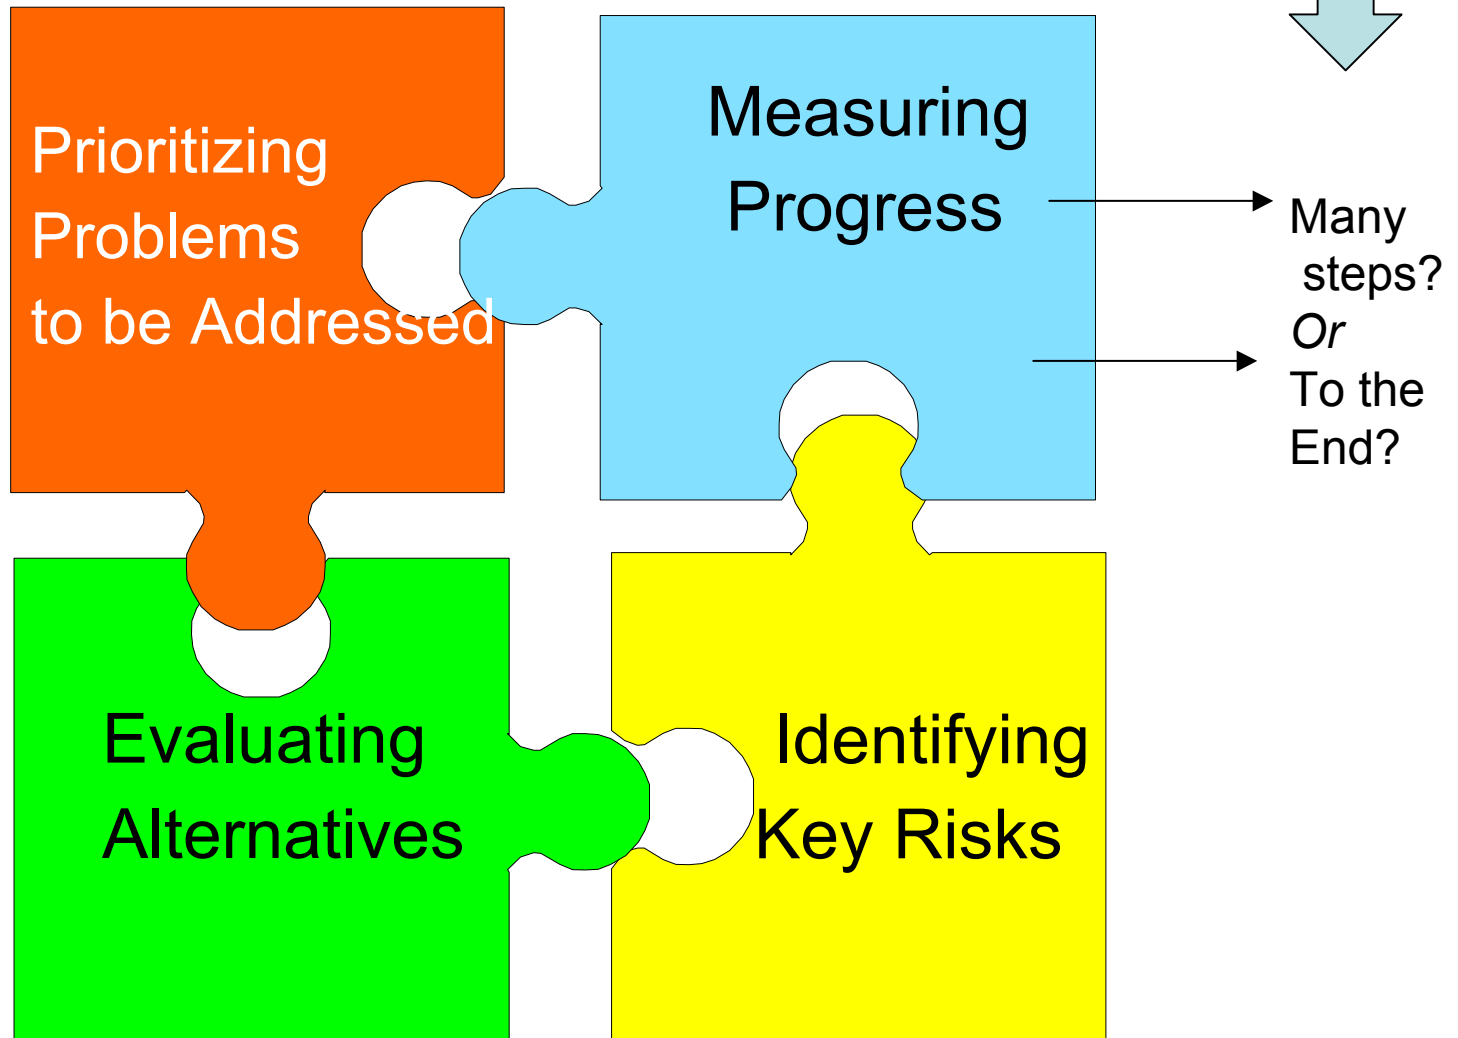 Prioritizing
Problems
to be Addressed
Measuring
Progress
Many
steps?
Or
To the
End?
Evaluating
Alternatives
Identifying
Key Risks